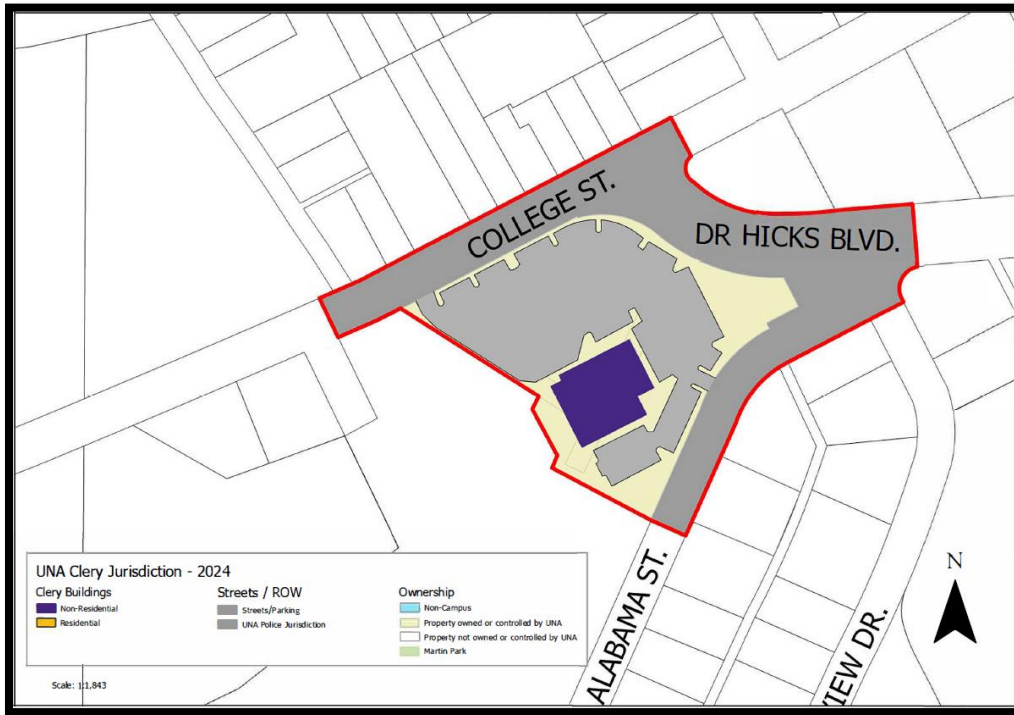 COLLEGE ST.
DR HICKS BLVD.
ALABAMA ST.
VIEW DR.
N
UNA Clery Jurisdiction - 2024
Clery Buildings
Non-Residential
Residential
Streets / ROW
Streets/Parking
UNA Police Jurisdiction
Ownership
Non-Campus
Property owned or controlled by UNA
Property not owned or controlled by UNA
Martin Park
Scale: 1:1,843